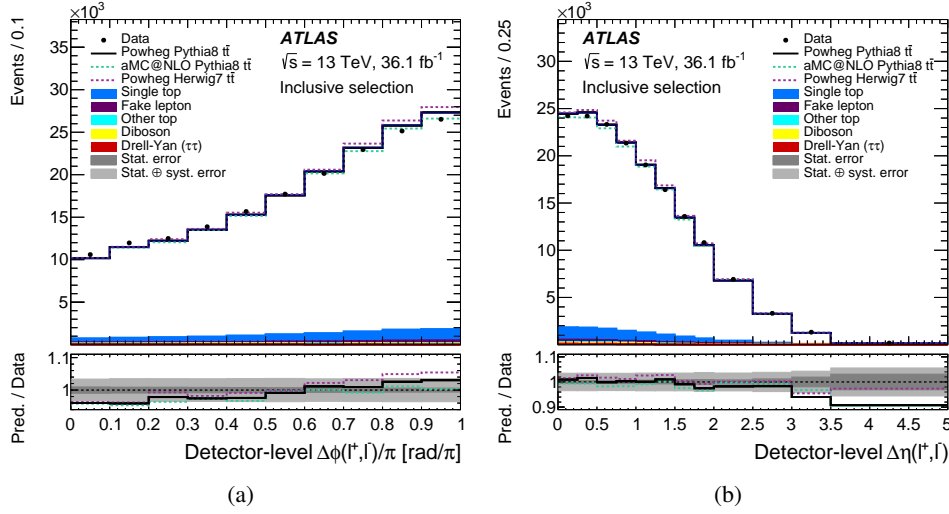 ×10³
Events / 0.1
35
30
25
20
15
10
5
ATLAS
√s = 13 TeV, 36.1 fb⁻¹
Inclusive selection
Data
Powheg Pythia8 tt̄
aMC@NLO Pythia8 tt̄
Powheg Herwig7 tt̄
Single top
Fake lepton
Other top
Diboson
Drell-Yan (ττ)
Stat. error
Stat. ⊕ syst. error
Pred. / Data
1.1
1
0 0.1 0.2 0.3 0.4 0.5 0.6 0.7 0.8 0.9 1
Detector-level Δϕ(l⁺,l⁻)/π [rad/π]
(a)
×10³
Events / 0.25
35
30
25
20
15
10
5
ATLAS
√s = 13 TeV, 36.1 fb⁻¹
Inclusive selection
Data
Powheg Pythia8 tt̄
aMC@NLO Pythia8 tt̄
Powheg Herwig7 tt̄
Single top
Fake lepton
Other top
Diboson
Drell-Yan (ττ)
Stat. error
Stat. ⊕ syst. error
Pred. / Data
1.1
1
0.9
0 0.5 1 1.5 2 2.5 3 3.5 4 4.5 5
Detector-level Δη(l⁺,l⁻)
(b)